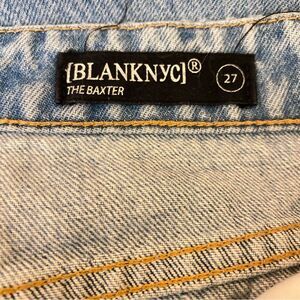 [BLANKNYC]® 27
THE BAXTER